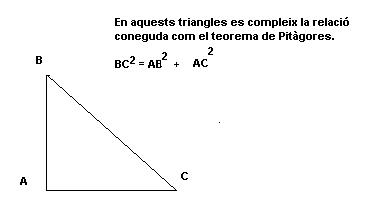 En aquests triangles es compleix la relació
coneguda com el teorema de Pitàgores.
BC² = AB² + AC²
B
A
C